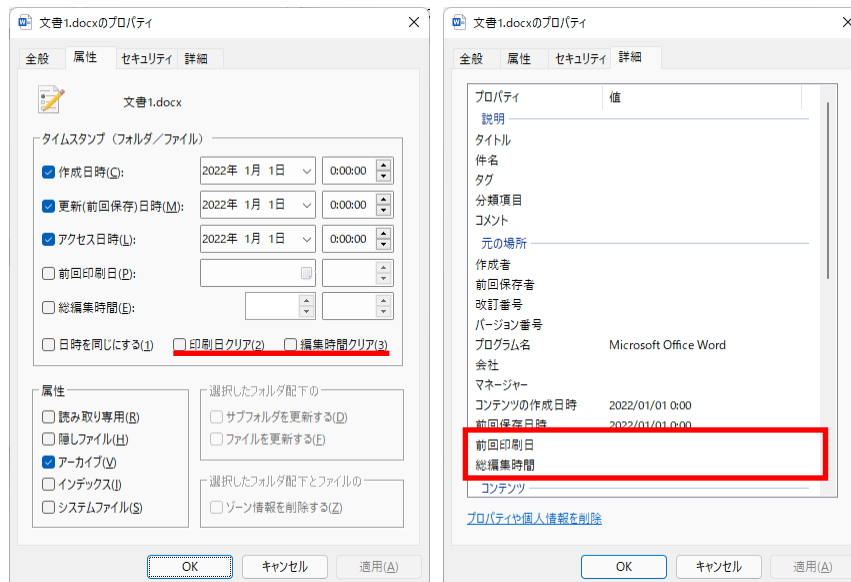 文書1.docxのプロパティ
全般 属性 セキュリティ 詳細
文書1.docx
タイムスタンプ（フォルダ／ファイル）
作成日時(C): 2022年 1月 1日 0:00:00
更新(前回保存)日時(M): 2022年 1月 1日 0:00:00
アクセス日時(L): 2022年 1月 1日 0:00:00
前回印刷日(P):
総編集時間(E):
日時を同じにする(1) 印刷日クリア(2) 編集時間クリア(3)
属性
読み取り専用(R)
隠しファイル(H)
アーカイブ(V)
インデックス(I)
システムファイル(S)
選択したフォルダ配下の
サブフォルダを更新する(D)
ファイルを更新する(F)
選択したフォルダ配下とファイルの
ゾーン情報を削除する(Z)
OK キャンセル 適用(A)
文書1.docxのプロパティ
全般 属性 セキュリティ 詳細
プロパティ 値
説明
タイトル
件名
タグ
分類項目
コメント
元の場所
作成者
前回保存者
改訂番号
バージョン番号
プログラム名 Microsoft Office Word
会社
マネージャー
コンテンツの作成日時 2022/01/01 0:00
前回保存日時 2022/01/01 0:00
前回印刷日
総編集時間
コンテンツ
プロパティや個人情報を削除
OK キャンセル 適用(A)